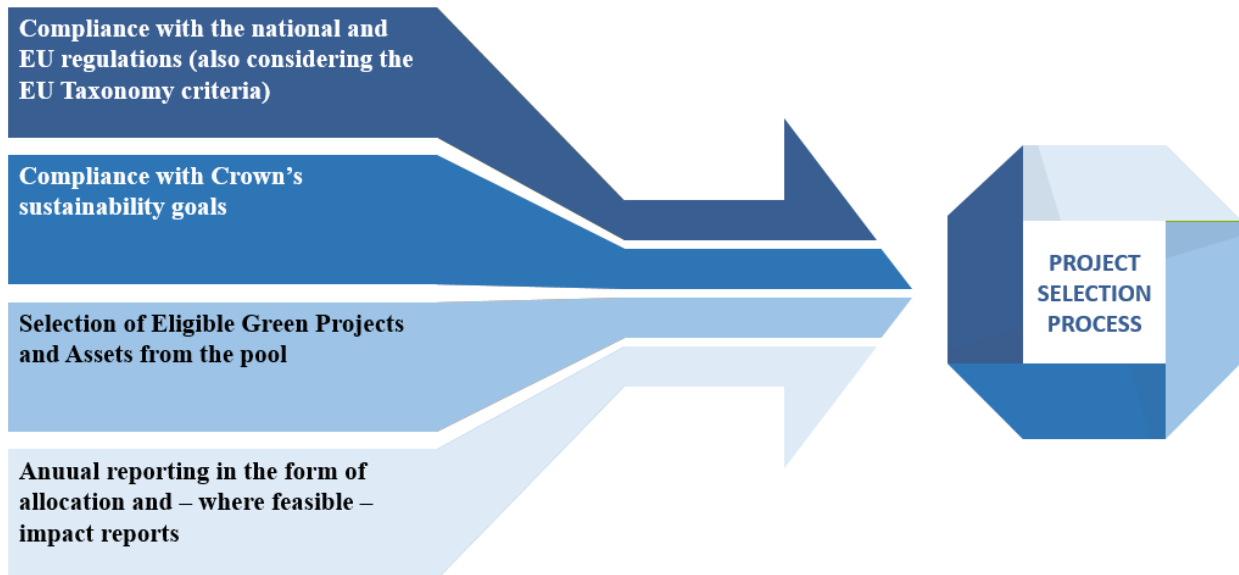 Compliance with the national and
EU regulations (also considering the
EU Taxonomy criteria)
Compliance with Crown’s
sustainability goals
Selection of Eligible Green Projects
and Assets from the pool
Anuual reporting in the form of
allocation and – where feasible –
impact reports
PROJECT
SELECTION
PROCESS